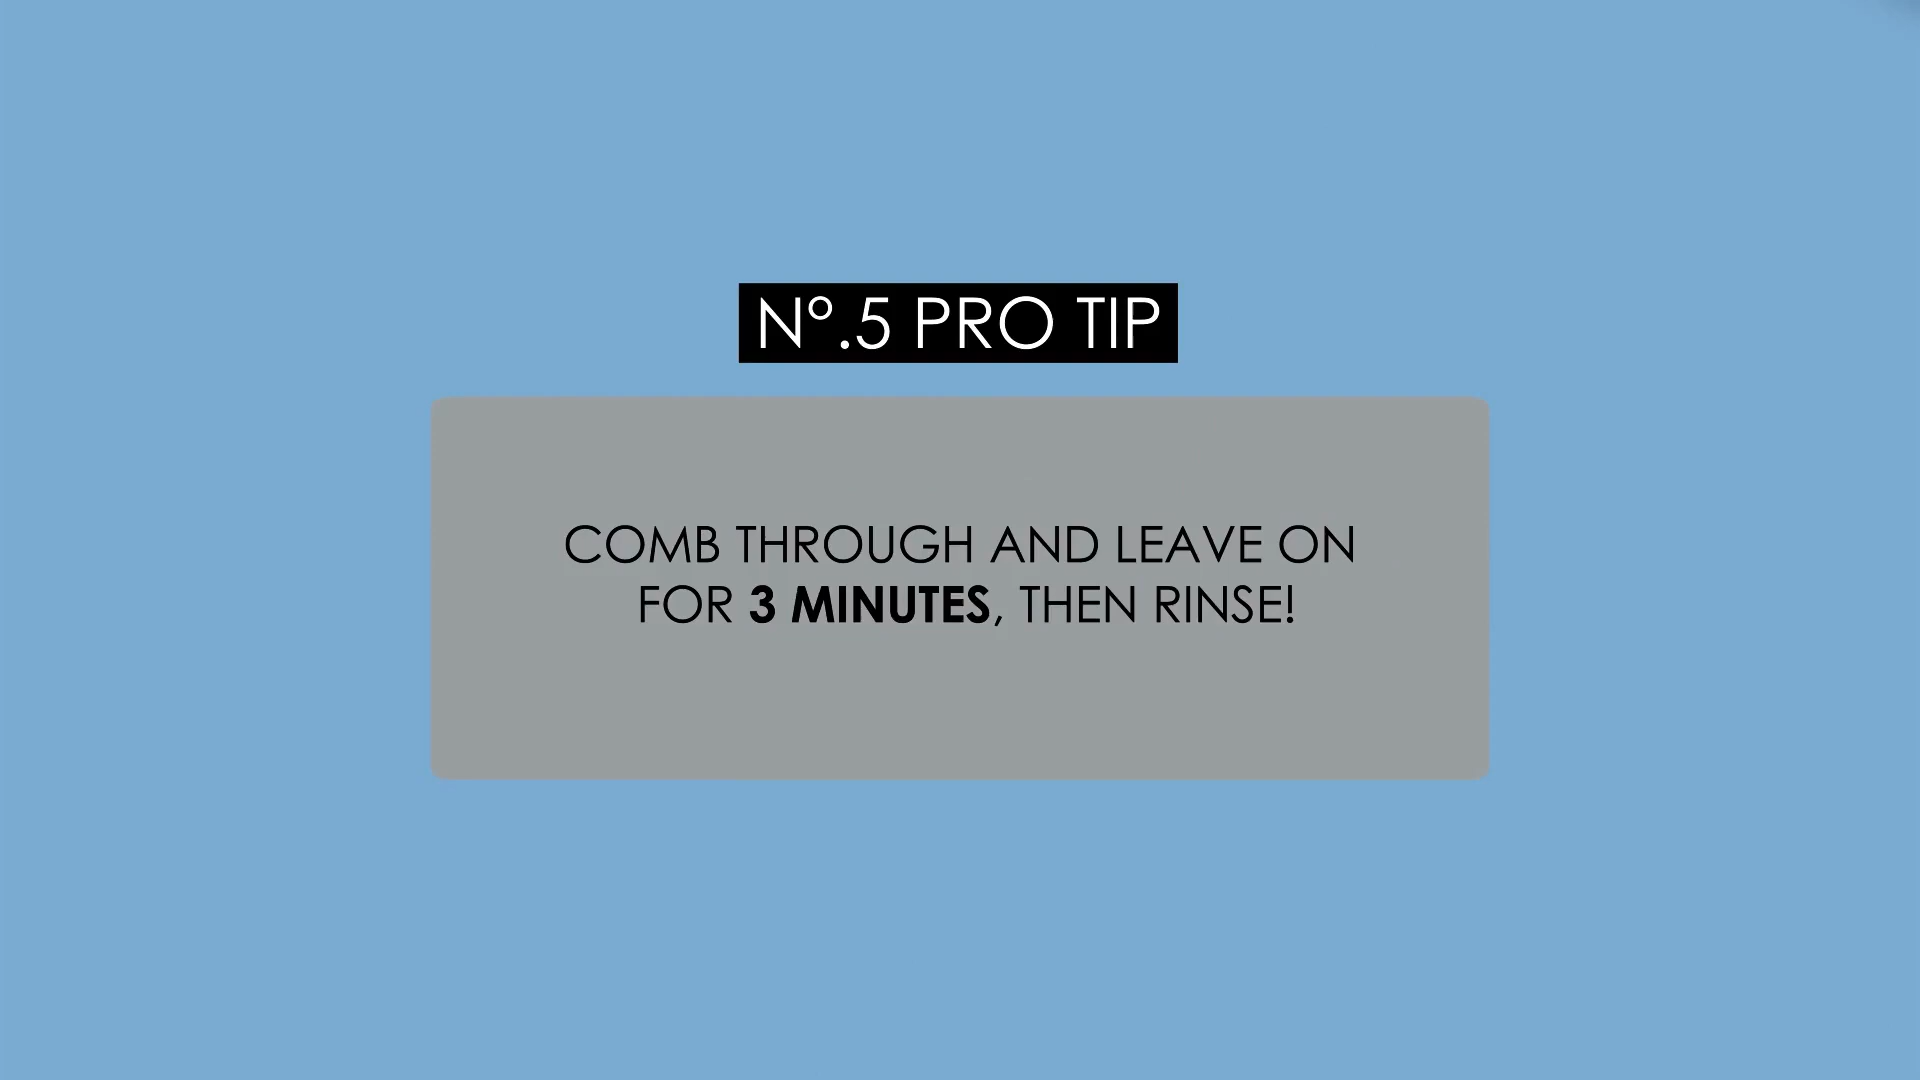 Nº.5 PRO TIP
COMB THROUGH AND LEAVE ON
FOR 3 MINUTES, THEN RINSE!